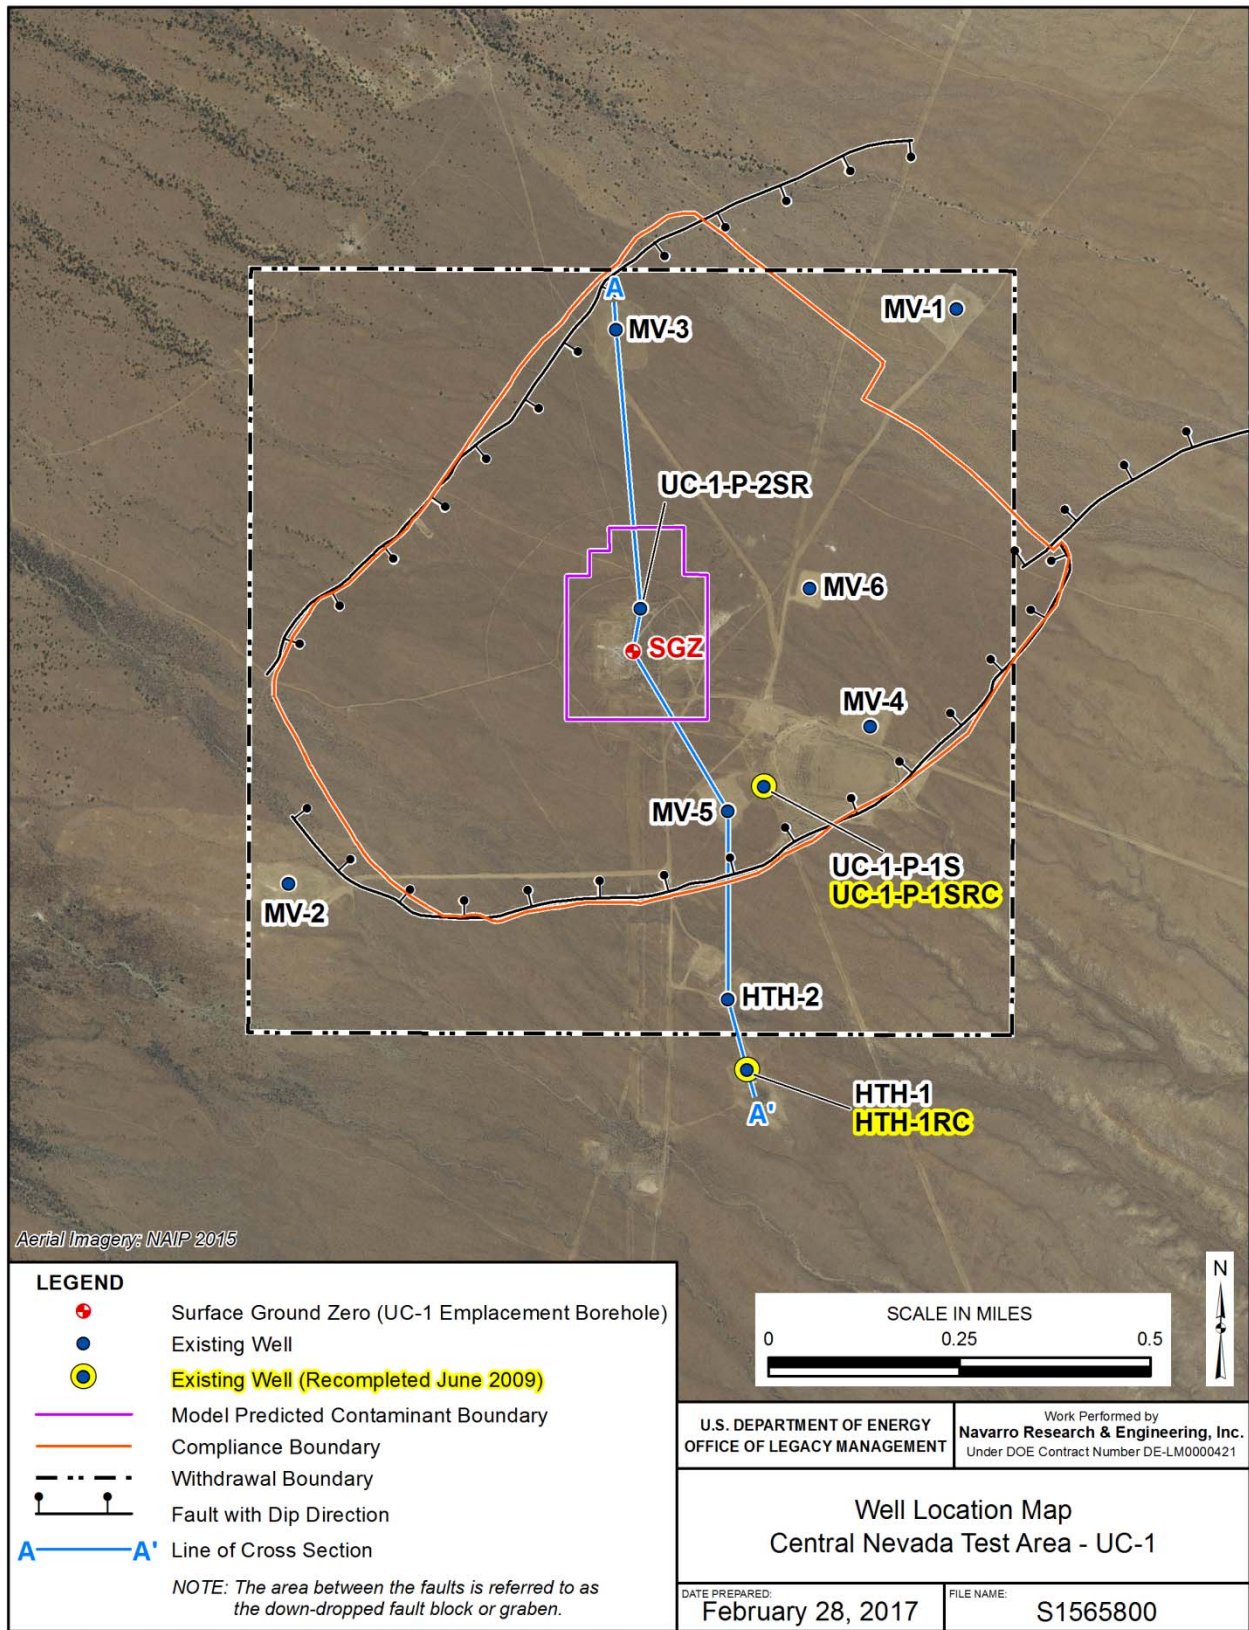 A
MV-3
MV-1
UC-1-P-2SR
MV-6
SGZ
MV-4
MV-5
UC-1-P-1S
UC-1-P-1SRC
MV-2
HTH-2
HTH-1
HTH-1RC
A'
Aerial Imagery: NAIP 2015
LEGEND
Surface Ground Zero (UC-1 Emplacement Borehole)
Existing Well
Existing Well (Recompleted June 2009)
Model Predicted Contaminant Boundary
Compliance Boundary
Withdrawal Boundary
Fault with Dip Direction
A A' Line of Cross Section
NOTE: The area between the faults is referred to as
the down-dropped fault block or graben.
N
SCALE IN MILES
0 0.25 0.5
U.S. DEPARTMENT OF ENERGY
OFFICE OF LEGACY MANAGEMENT
Work Performed by
Navarro Research & Engineering, Inc.
Under DOE Contract Number DE-LM0000421
Well Location Map
Central Nevada Test Area - UC-1
DATE PREPARED:
February 28, 2017
FILE NAME:
S1565800